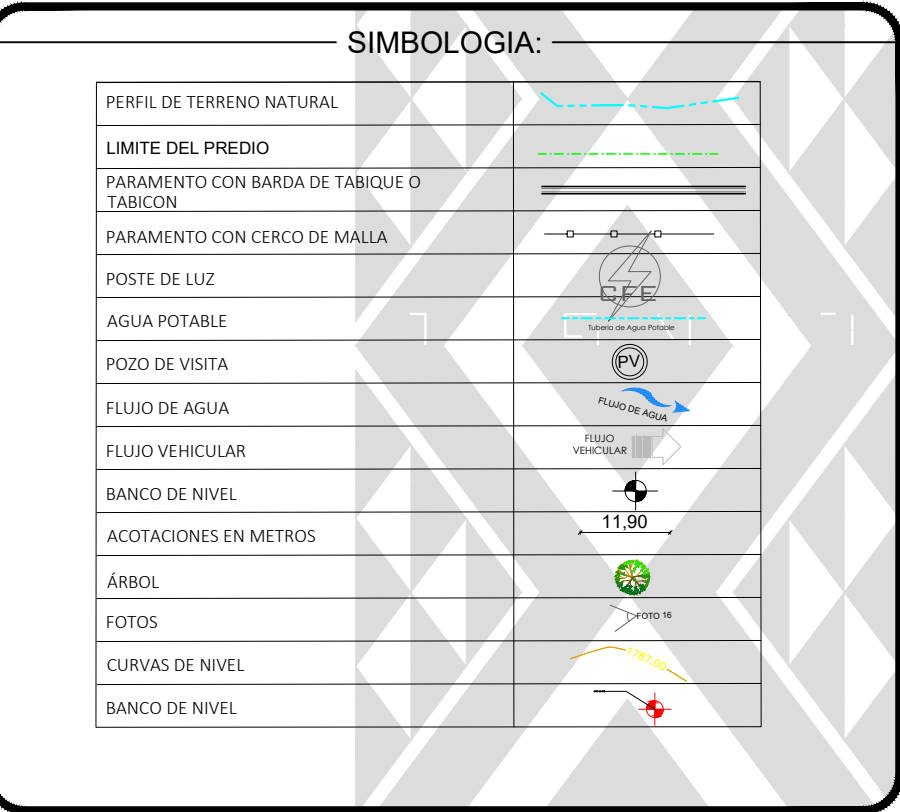 SIMBOLOGIA:
PERFIL DE TERRENO NATURAL
LIMITE DEL PREDIO
PARAMENTO CON BARDA DE TABIQUE O
TABICON
PARAMENTO CON CERCO DE MALLA
POSTE DE LUZ
CFE
AGUA POTABLE
Tuberia de Agua Potable
POZO DE VISITA
PV
FLUJO DE AGUA
FLUJO DE AGUA
FLUJO VEHICULAR
FLUJO
VEHICULAR
BANCO DE NIVEL
ACOTACIONES EN METROS
11,90
ÁRBOL
FOTOS
FOTO 16
CURVAS DE NIVEL
1787.00
BANCO DE NIVEL